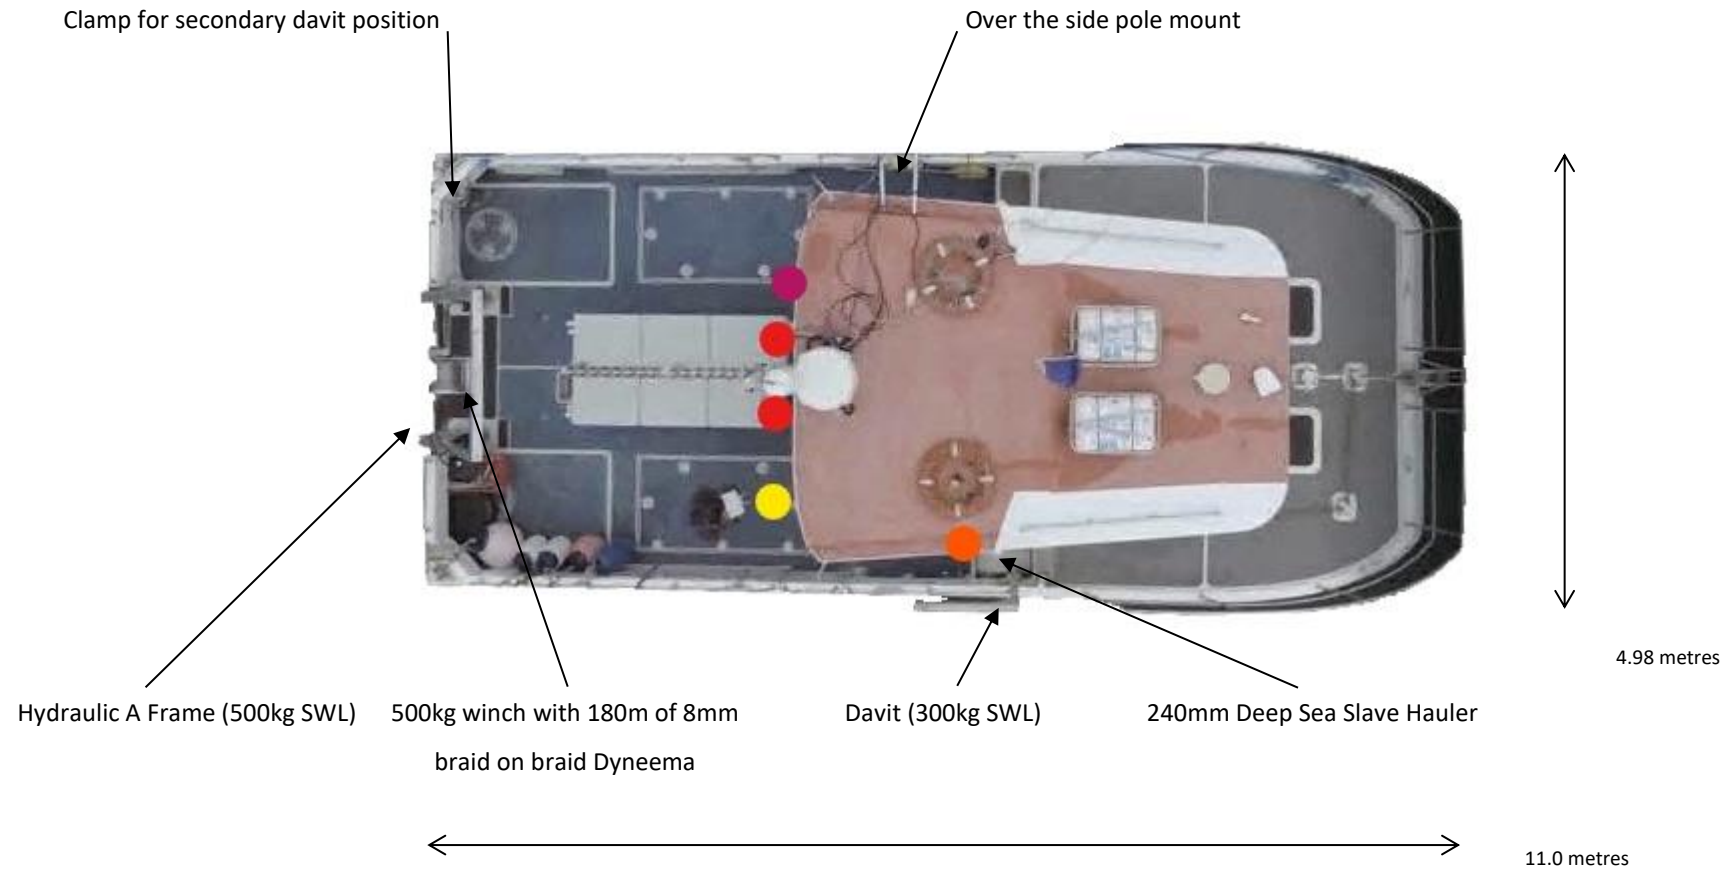 Clamp for secondary davit position
Over the side pole mount
4.98 metres
Hydraulic A Frame (500kg SWL)
500kg winch with 180m of 8mm
braid on braid Dyneema
Davit (300kg SWL)
240mm Deep Sea Slave Hauler
11.0 metres